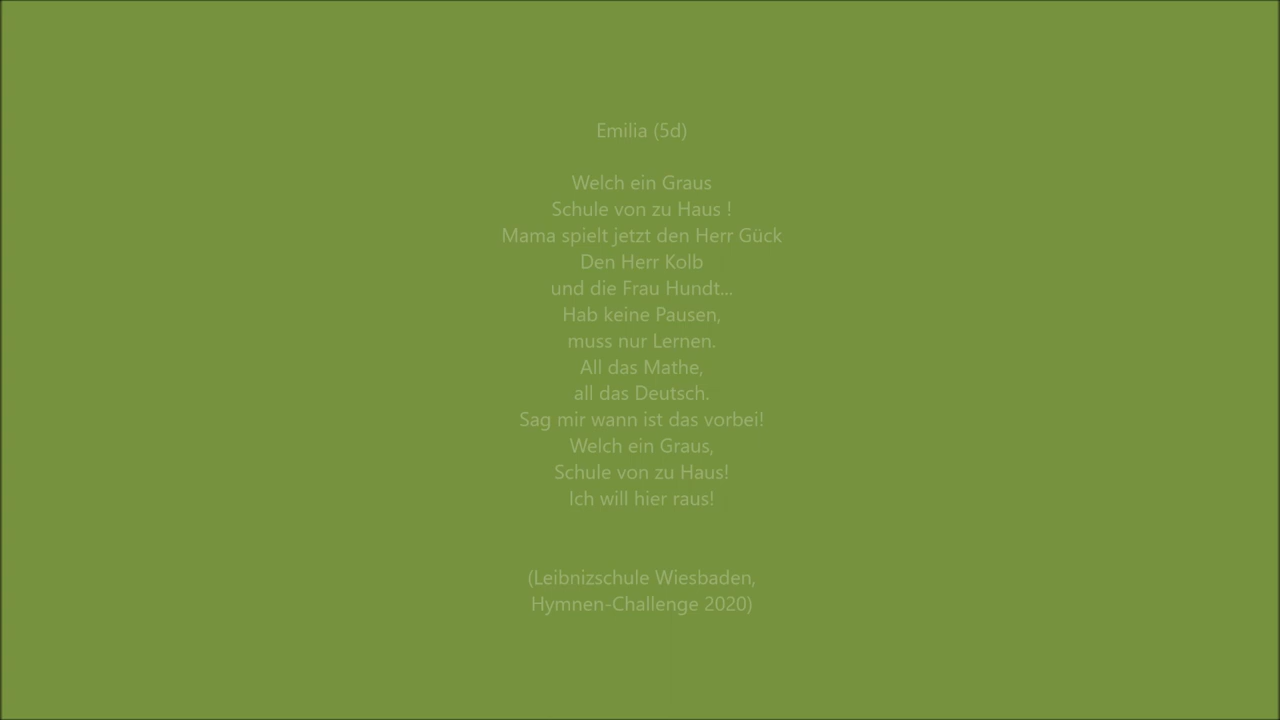 Emilia (5d)
Welch ein Graus
Schule von zu Haus !
Mama spielt jetzt den Herr Gück
Den Herr Kolb
und die Frau Hundt...
Hab keine Pausen,
muss nur Lernen.
All das Mathe,
all das Deutsch.
Sag mir wann ist das vorbei!
Welch ein Graus,
Schule von zu Haus!
Ich will hier raus!
(Leibnizschule Wiesbaden,
Hymnen-Challenge 2020)